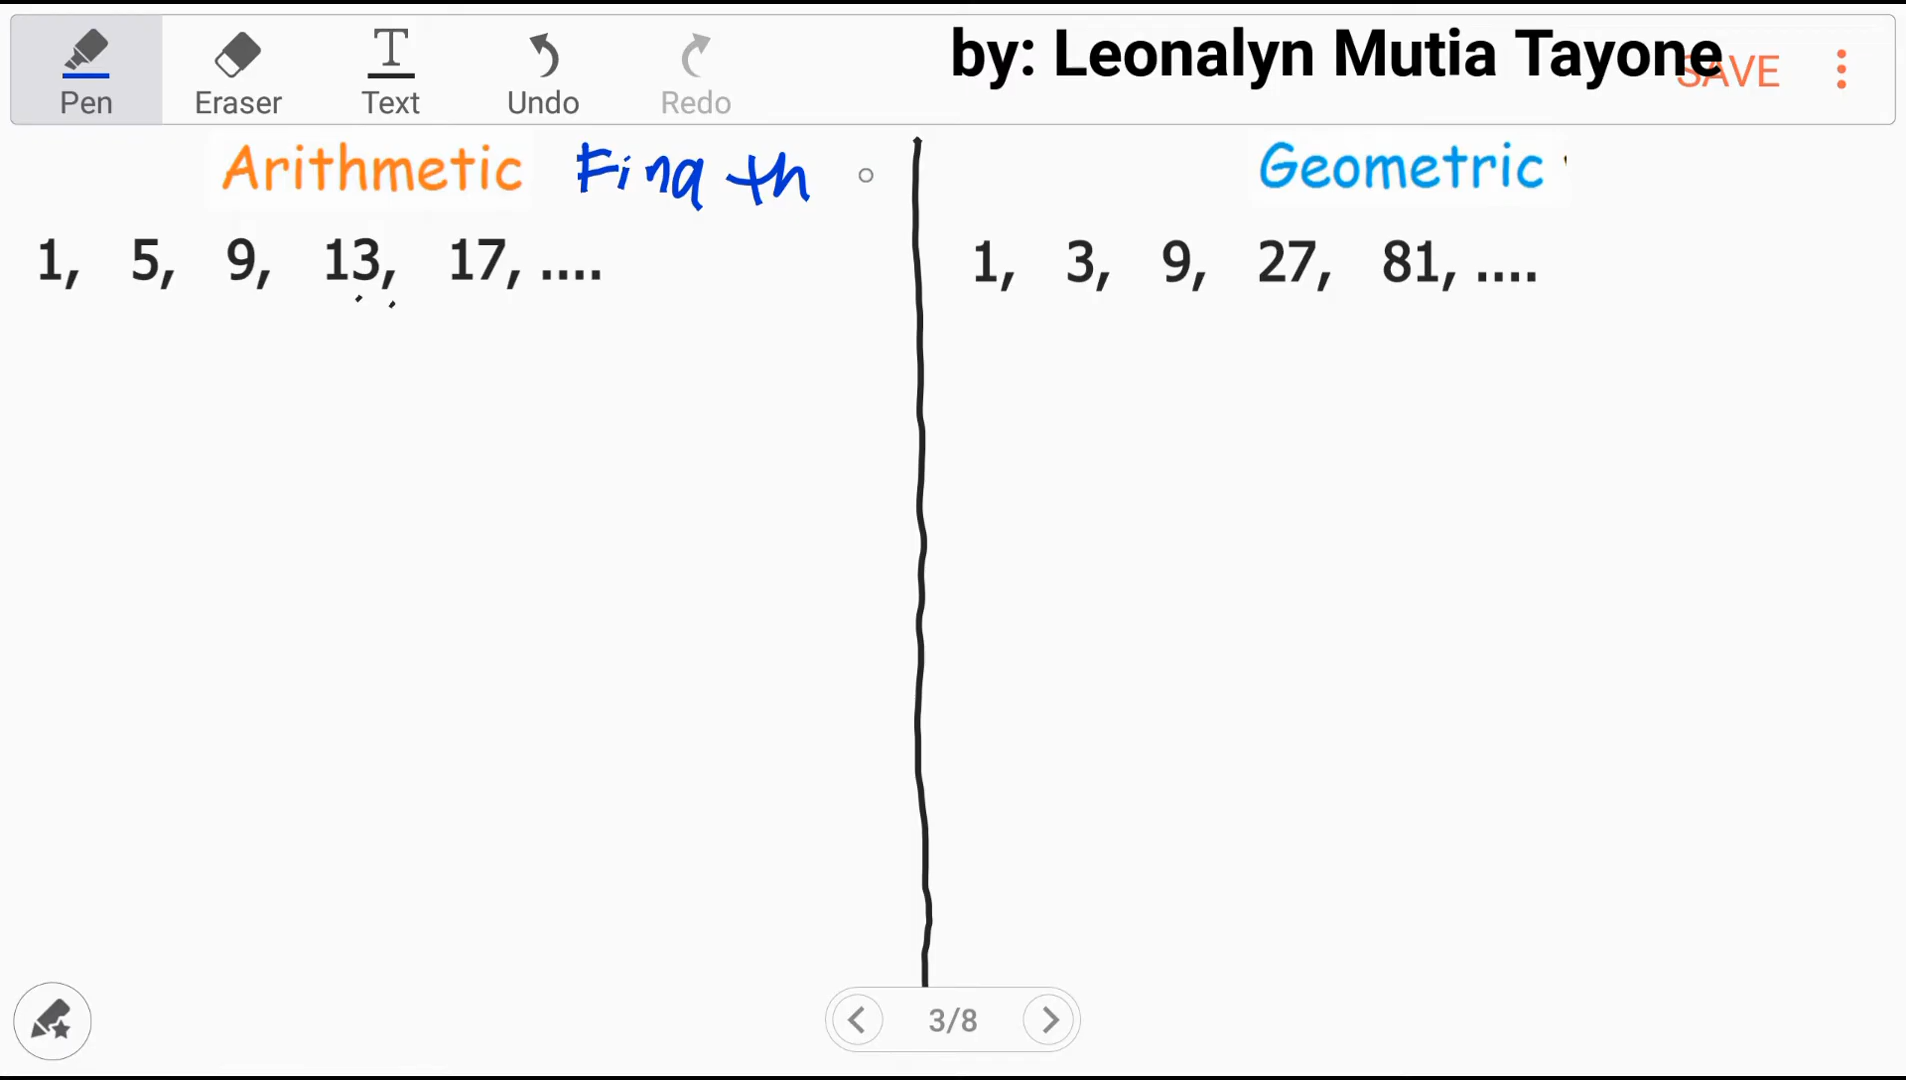 by: Leonalyn Mutia Tayone
SAVE
Pen
Eraser
Text
Undo
Redo
Arithmetic Find th
1, 5, 9, 13, 17, ....
Geometric
1, 3, 9, 27, 81, ....
3/8